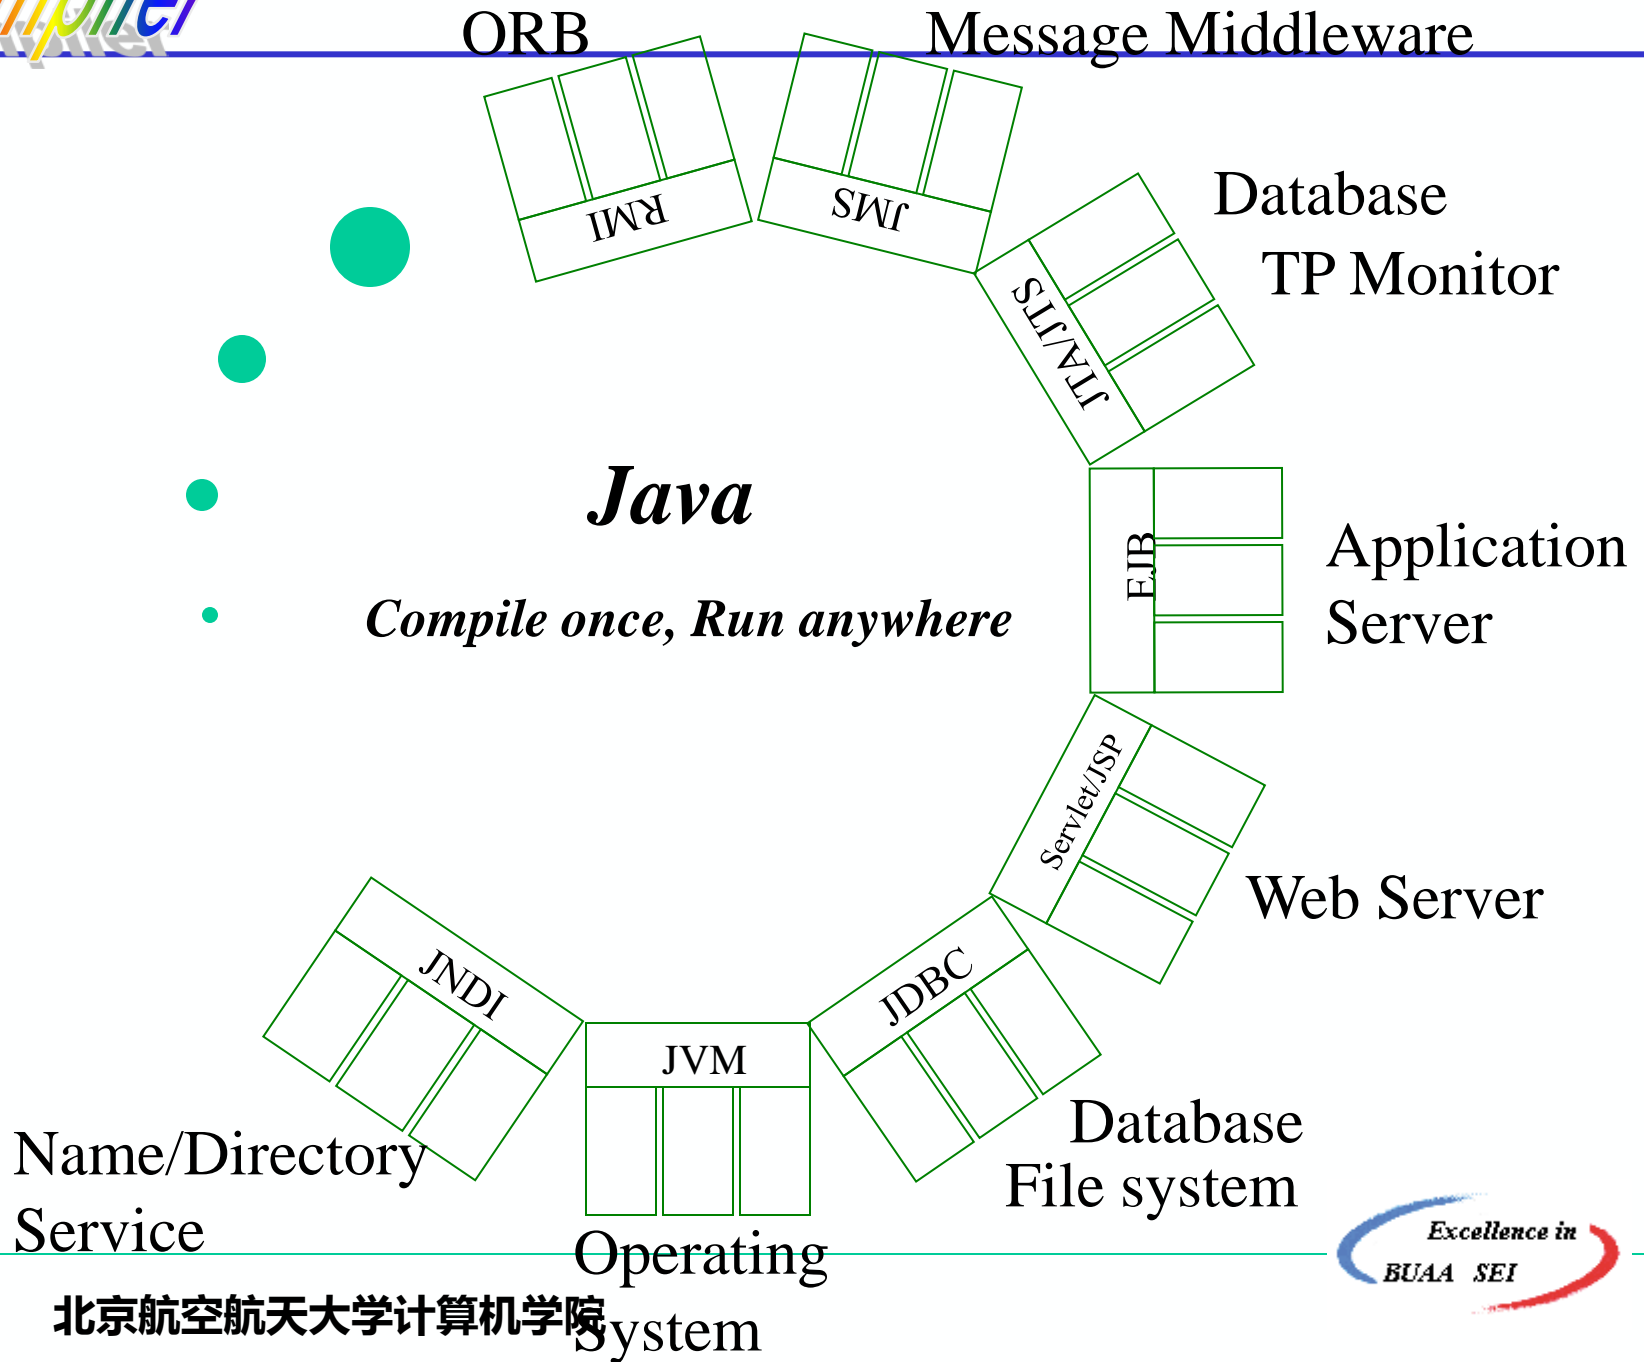 ORB
Message Middleware
RMI
JMS
Database
TP Monitor
JTA/JTS
Java
Compile once, Run anywhere
EJB
Application
Server
Servlet/JSP
Web Server
JNDI
JVM
JDBC
Database
File system
Name/Directory
Service
Operating
System
Excellence in
BUAA SEI
北京航空航天大学计算机学院